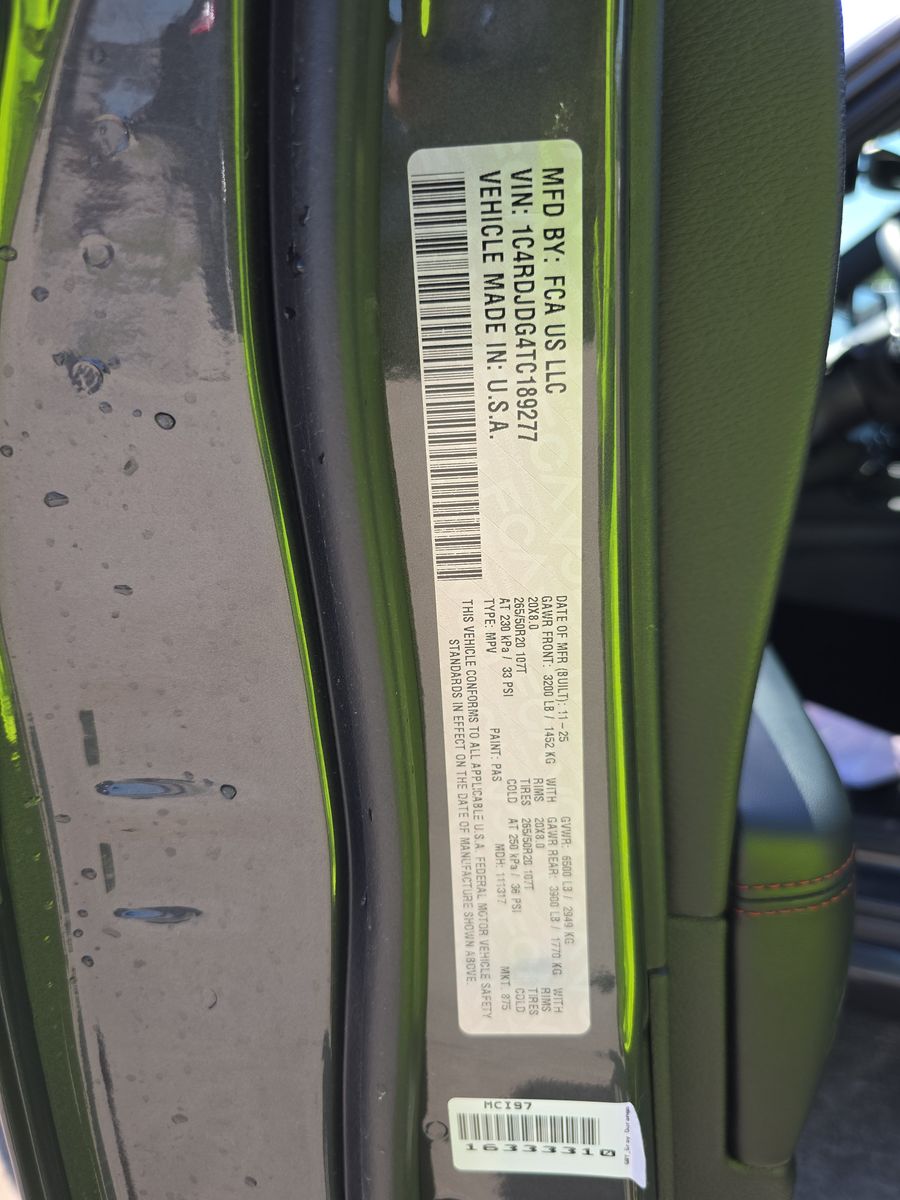 MFD BY: FCA US LLC
VIN: 1C4RDJDG4TC189277
VEHICLE MADE IN: U.S.A.
DATE OF MFR (BUILT): 11-25 GVWR: 6500 LB / 2949 KG
GAWR FRONT: 3200 LB / 1452 KG WITH GAWR REAR: 3900 LB / 1770 KG WITH
20X8.0 RIMS 20X8.0 RIMS
265/50R20 107T TIRES 265/50R20 107T TIRES
AT 230 kPa / 33 PSI COLD AT 250 kPa / 36 PSI COLD
TYPE: MPV PAINT: PAS MDH: 111317 MKT: 875
THIS VEHICLE CONFORMS TO ALL APPLICABLE U.S.A. FEDERAL MOTOR VEHICLE SAFETY
STANDARDS IN EFFECT ON THE DATE OF MANUFACTURE SHOWN ABOVE.
MCI97
16333310